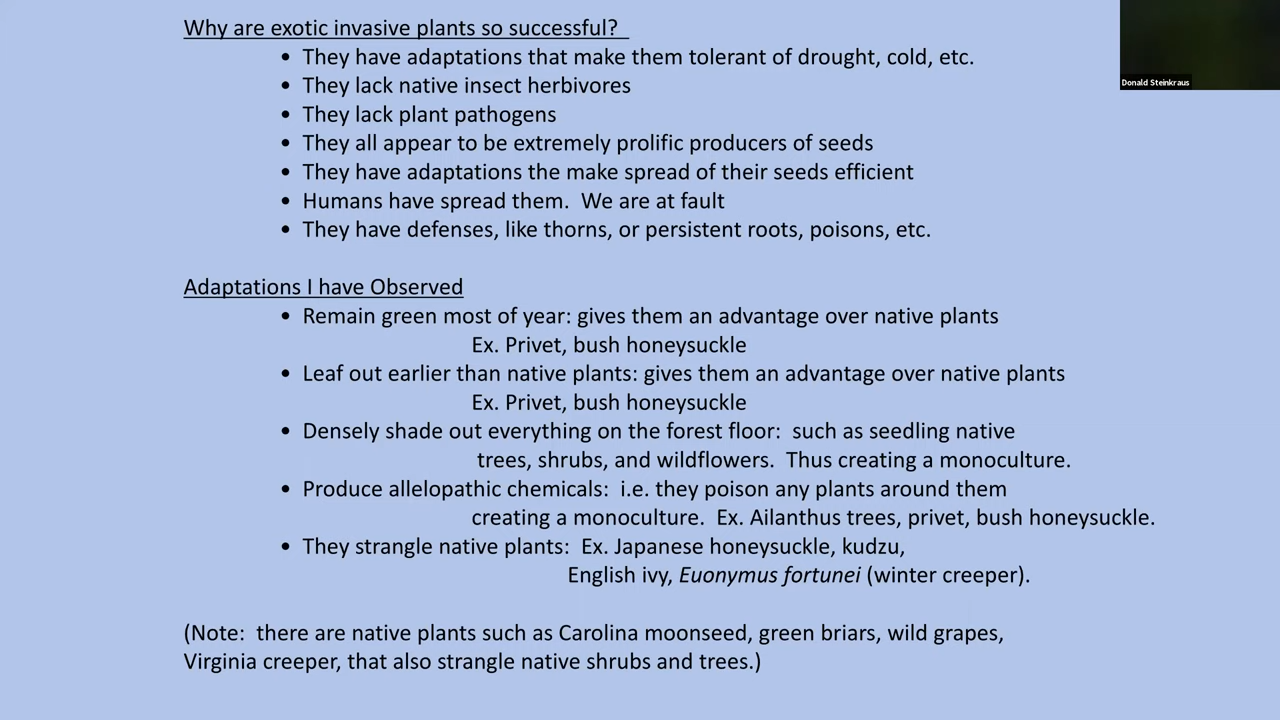 Why are exotic invasive plants so successful?
• They have adaptations that make them tolerant of drought, cold, etc.
• They lack native insect herbivores
• They lack plant pathogens
• They all appear to be extremely prolific producers of seeds
• They have adaptations the make spread of their seeds efficient
• Humans have spread them.  We are at fault
• They have defenses, like thorns, or persistent roots, poisons, etc.
Adaptations I have Observed
• Remain green most of year: gives them an advantage over native plants
Ex. Privet, bush honeysuckle
• Leaf out earlier than native plants: gives them an advantage over native plants
Ex. Privet, bush honeysuckle
• Densely shade out everything on the forest floor:  such as seedling native
trees, shrubs, and wildflowers.  Thus creating a monoculture.
• Produce allelopathic chemicals:  i.e. they poison any plants around them
creating a monoculture.  Ex. Ailanthus trees, privet, bush honeysuckle.
• They strangle native plants:  Ex. Japanese honeysuckle, kudzu,
English ivy, Euonymus fortunei (winter creeper).
(Note:  there are native plants such as Carolina moonseed, green briars, wild grapes,
Virginia creeper, that also strangle native shrubs and trees.)
Donald Steinkraus